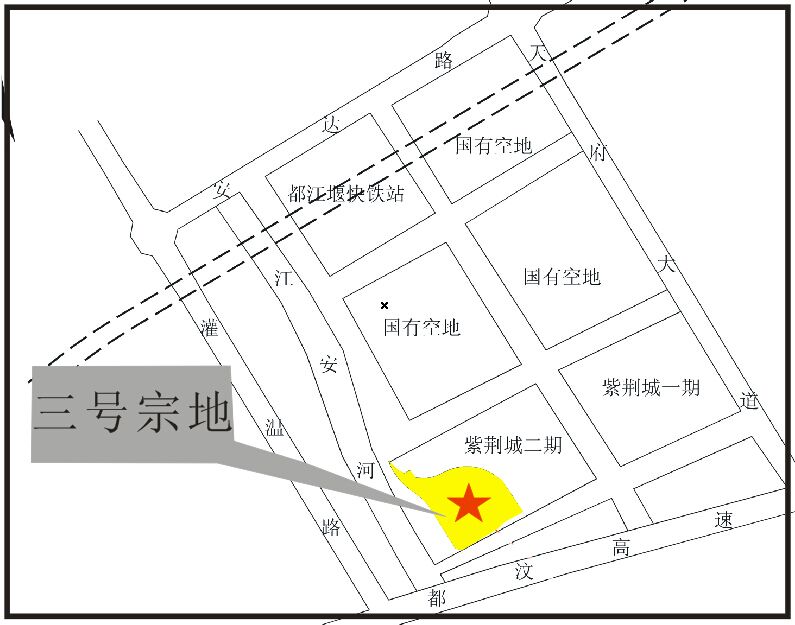 安达路
天府大道
国有空地
都江堰快铁站
国有空地
国有空地
江安河
灌温路
紫荆城一期
三号宗地
紫荆城二期
都汶高速